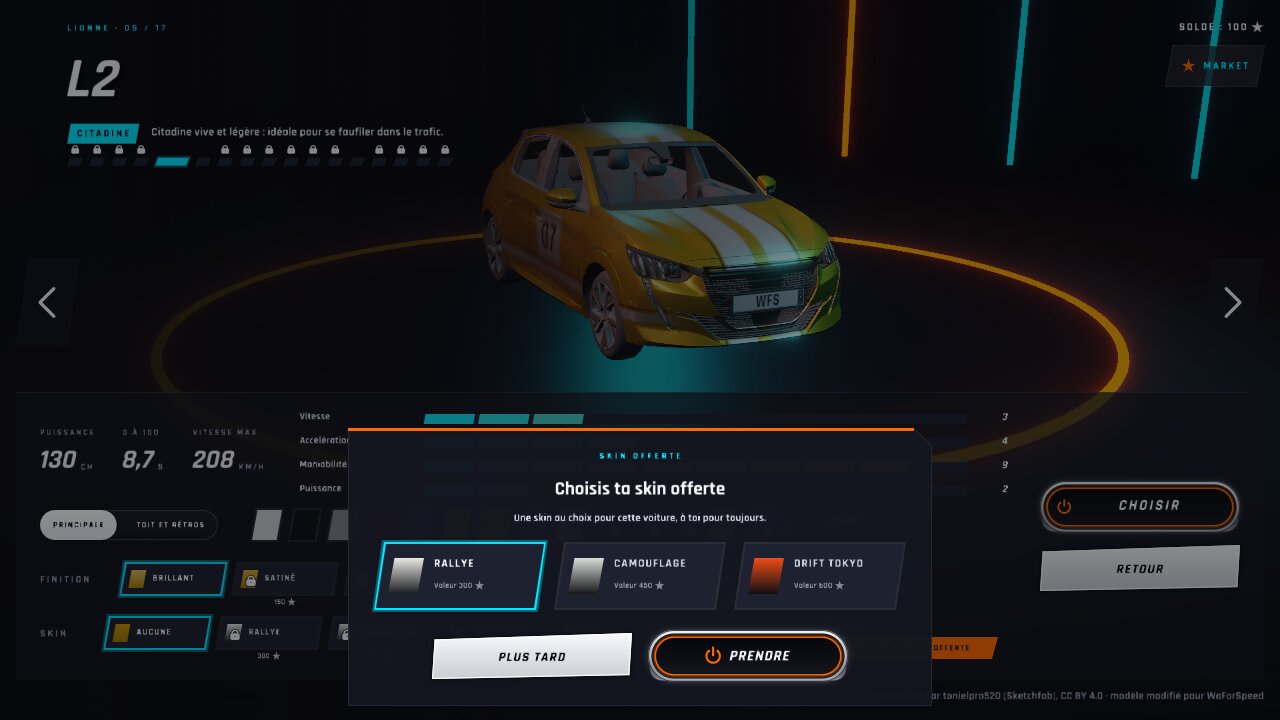 LIONNE · 05 / 17
SOLDE : 100 ★
L2
★ MARKET
CITADINE Citadine vive et légère : idéale pour se faufiler dans le trafic.
07
WFS
Vitesse 3
PUISSANCE 0 À 100 VITESSE MAX
130 CH 8,7 S 208 KM/H
Accélération 4
Maniabilité 9
Puissance 2
SKIN OFFERTE
Choisis ta skin offerte
Une skin au choix pour cette voiture, à toi pour toujours.
PRINCIPALE TOIT ET RÉTROS
CHOISIR
RETOUR
FINITION BRILLANT SATINÉ
150 ★
SKIN AUCUNE RALLYE
300 ★
RALLYE
Valeur 300 ★
CAMOUFLAGE
Valeur 450 ★
DRIFT TOKYO
Valeur 600 ★
PLUS TARD PRENDRE
OFFERTE
par tonielpro520 (Sketchfab), CC BY 4.0 · modèle modifié pour WaForSpeed